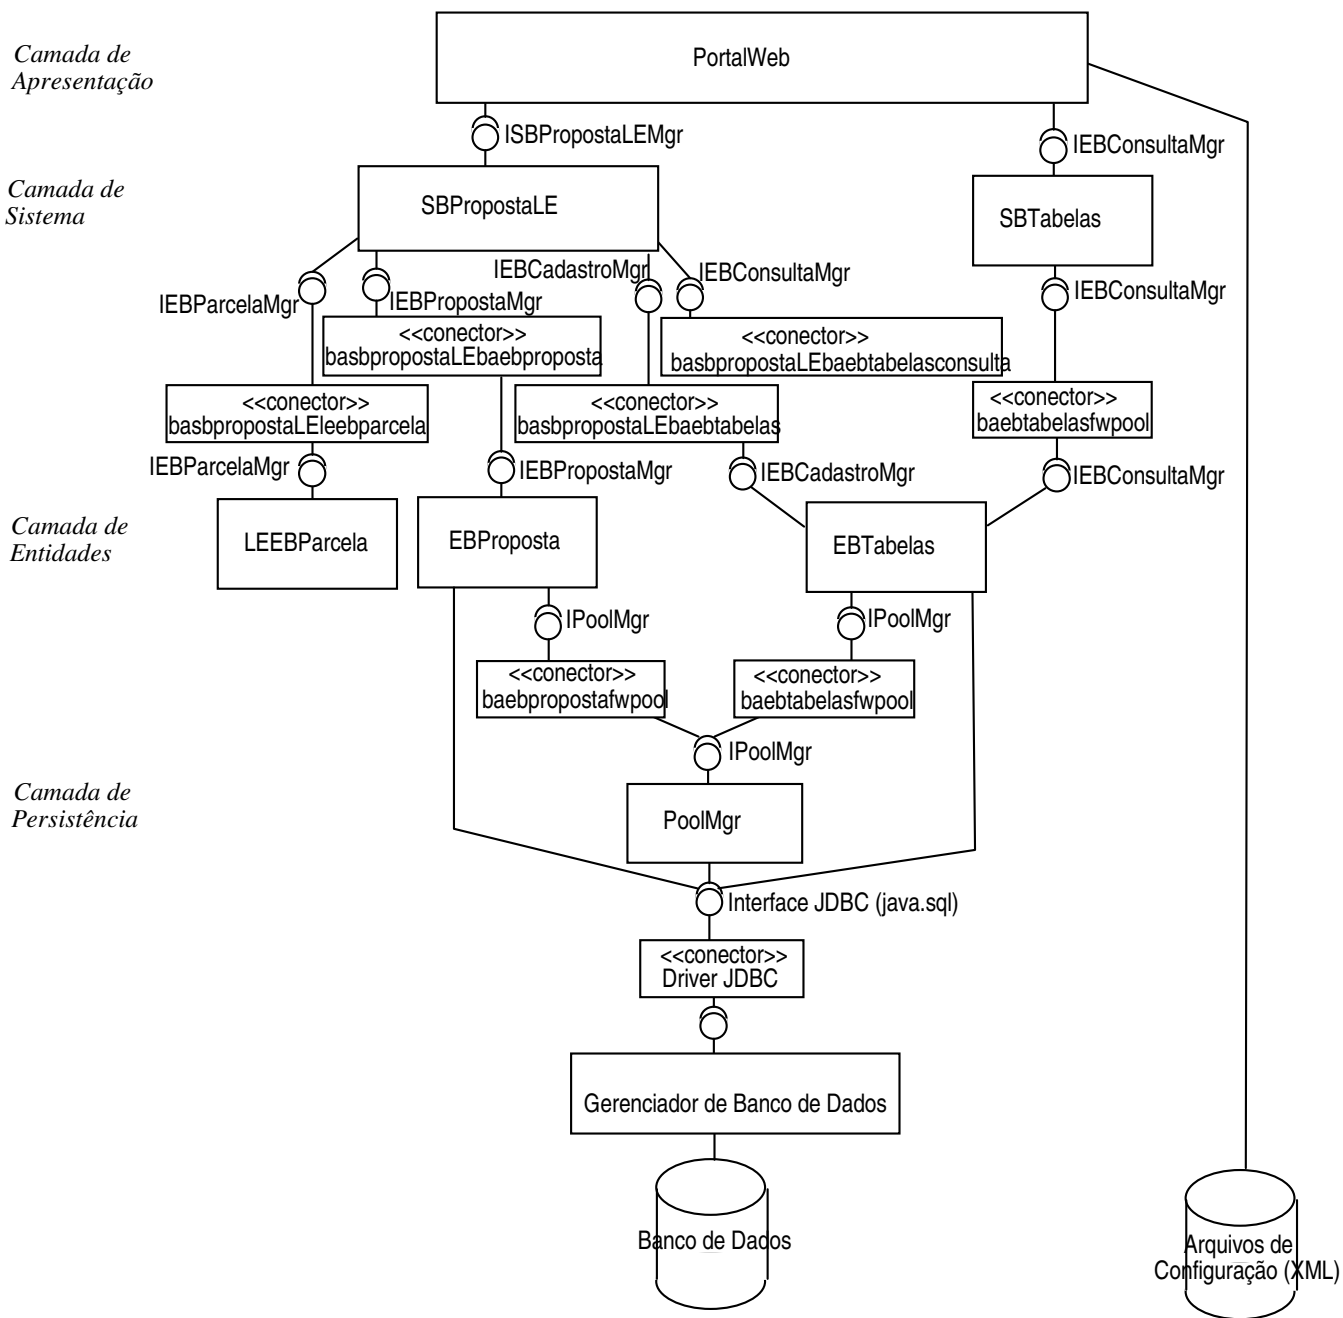 Camada de
Apresentação
PortalWeb
ISBPropostaLEMgr
IEBConsultaMgr
Camada de
Sistema
SBPropostaLE
SBTabelas
IEBCadastroMgr
IEBConsultaMgr
IEBParcelaMgr
IEBPropostaMgr
IEBConsultaMgr
<<conector>>
basbpropostaLEbaebproposta
<<conector>>
basbpropostaLEbaebtabelasconsulta
<<conector>>
basbpropostaLEleebparcela
<<conector>>
basbpropostaLEbaebtabelas
<<conector>>
baebtabelasfwpool
IEBParcelaMgr
IEBPropostaMgr
IEBCadastroMgr
IEBConsultaMgr
Camada de
Entidades
LEEBParcela
EBProposta
EBTabelas
IPoolMgr
IPoolMgr
<<conector>>
baebpropostafwpool
<<conector>>
baebtabelasfwpool
IPoolMgr
Camada de
Persistência
PoolMgr
Interface JDBC (java.sql)
<<conector>>
Driver JDBC
Gerenciador de Banco de Dados
Banco de Dados
Arquivos de
Configuração (XML)